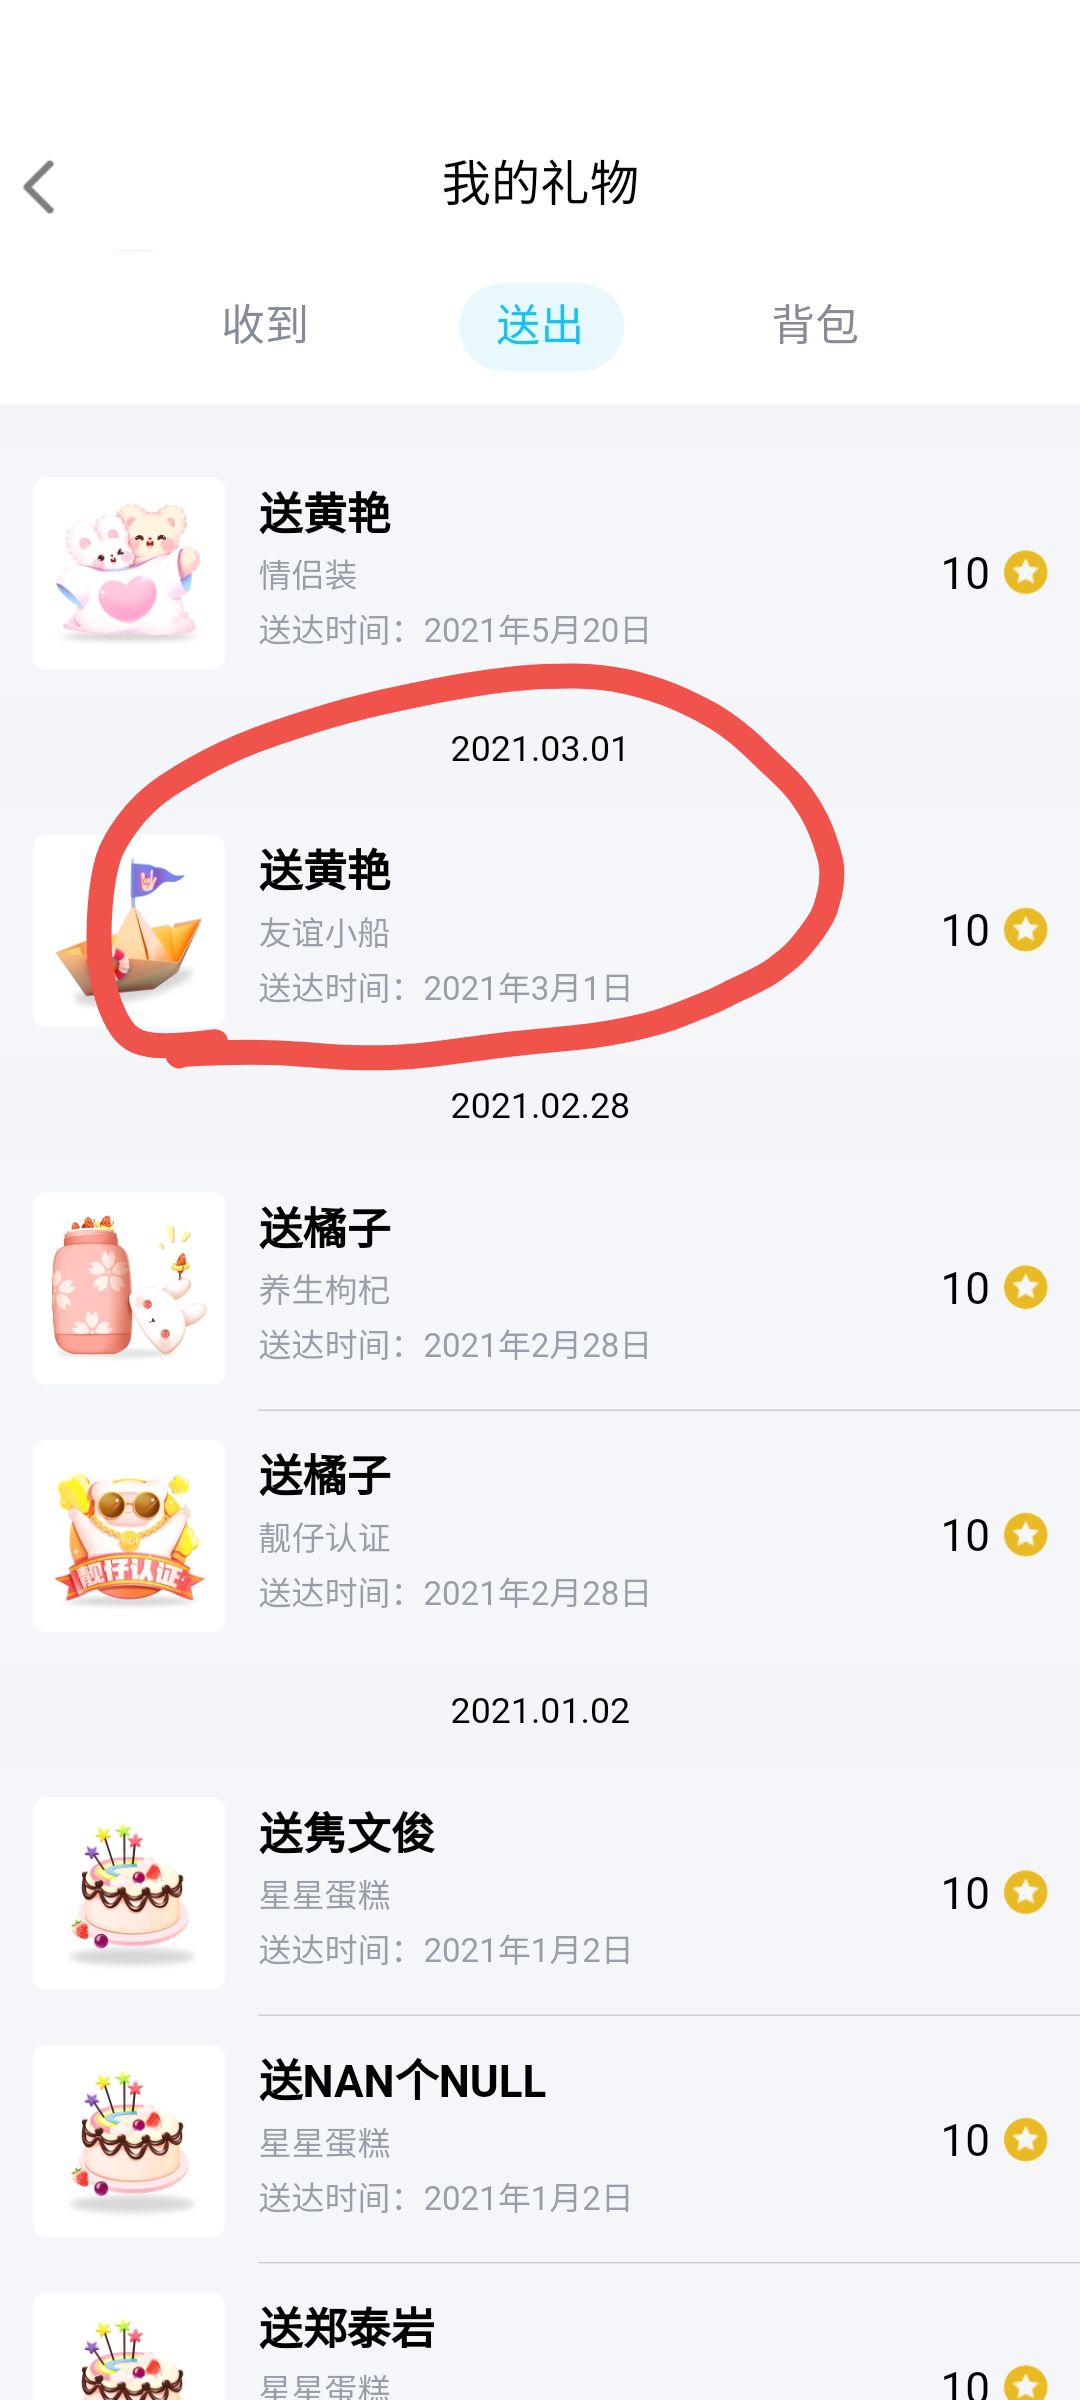 我的礼物
收到
送出
背包
送黄艳
情侣装
10
送达时间：2021年5月20日
2021.03.01
送黄艳
友谊小船
10
送达时间：2021年3月1日
2021.02.28
送橘子
养生枸杞
10
送达时间：2021年2月28日
送橘子
靓仔认证
10
靓仔认证
送达时间：2021年2月28日
2021.01.02
送隽文俊
星星蛋糕
10
送达时间：2021年1月2日
送NAN个NULL
星星蛋糕
10
送达时间：2021年1月2日
送郑泰岩
星星蛋糕
10